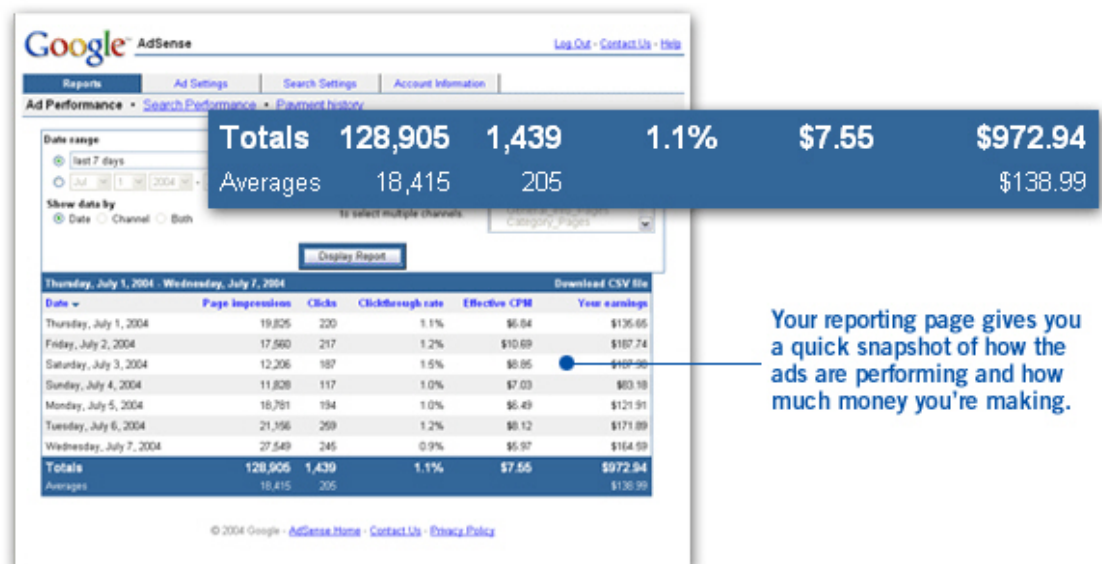 Google™ AdSense
Log Out - Contact Us - Help
Reports Ad Settings Search Settings Account Information
Ad Performance • Search Performance • Payment history
Totals 128,905 1,439 1.1% $7.55 $972.94
Averages 18,415 205 $138.99
Date range
last 7 days
Jul 1 2004 -
Show data by
Date Channel Both
to select multiple channels.
Category_Pages
Display Report
Thursday, July 1, 2004 - Wednesday, July 7, 2004 Download CSV file
Date Page impressions Clicks Clickthrough rate Effective CPM Your earnings
Thursday, July 1, 2004 19,825 220 1.1% $6.84 $135.65
Friday, July 2, 2004 17,560 217 1.2% $10.69 $187.74
Saturday, July 3, 2004 12,206 187 1.5% $8.85
Sunday, July 4, 2004 11,828 117 1.0% $7.03 $83.18
Monday, July 5, 2004 18,781 194 1.0% $6.49 $121.91
Tuesday, July 6, 2004 21,156 259 1.2% $8.12 $171.89
Wednesday, July 7, 2004 27,549 245 0.9% $5.97 $164.59
Totals 128,905 1,439 1.1% $7.55 $972.94
Averages 18,415 205 $138.99
Your reporting page gives you
a quick snapshot of how the
ads are performing and how
much money you're making.
© 2004 Google - AdSense Home - Contact Us - Privacy Policy